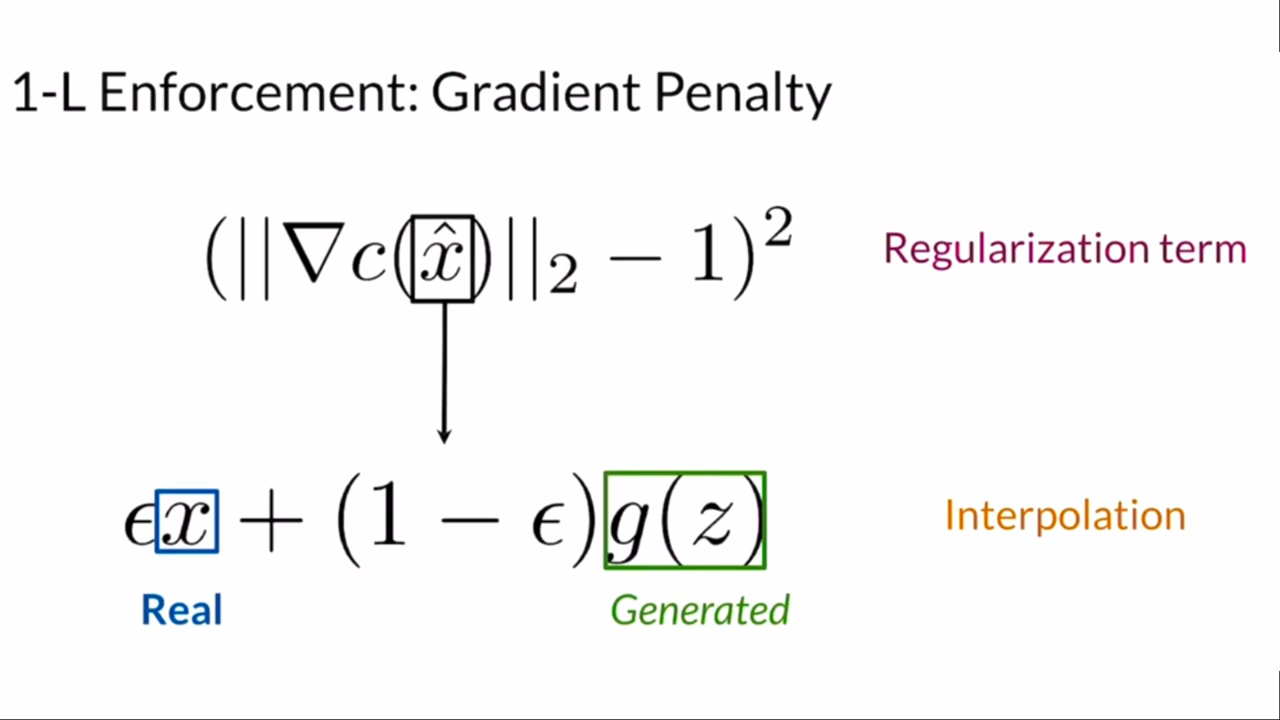 1-L Enforcement: Gradient Penalty
(||∇c(x̂)||₂ − 1)² Regularization term
ϵx + (1 − ϵ)g(z) Interpolation
Real Generated